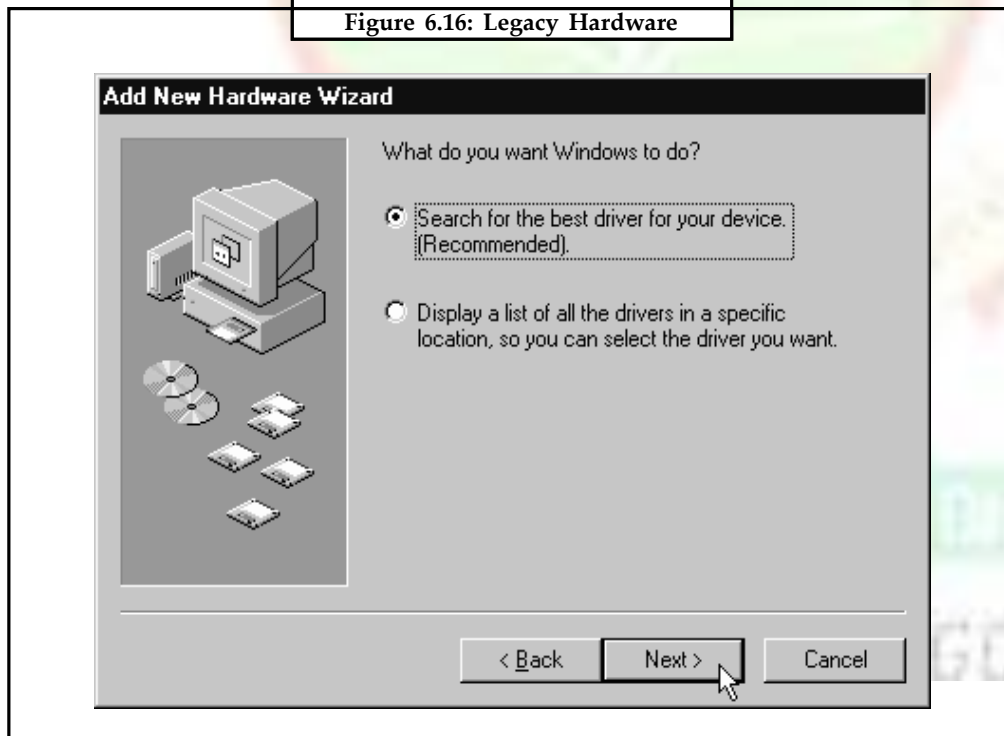 Figure 6.16: Legacy Hardware
Add New Hardware Wizard
What do you want Windows to do?
Search for the best driver for your device.
(Recommended).
Display a list of all the drivers in a specific
location, so you can select the driver you want.
< Back
Next >
Cancel